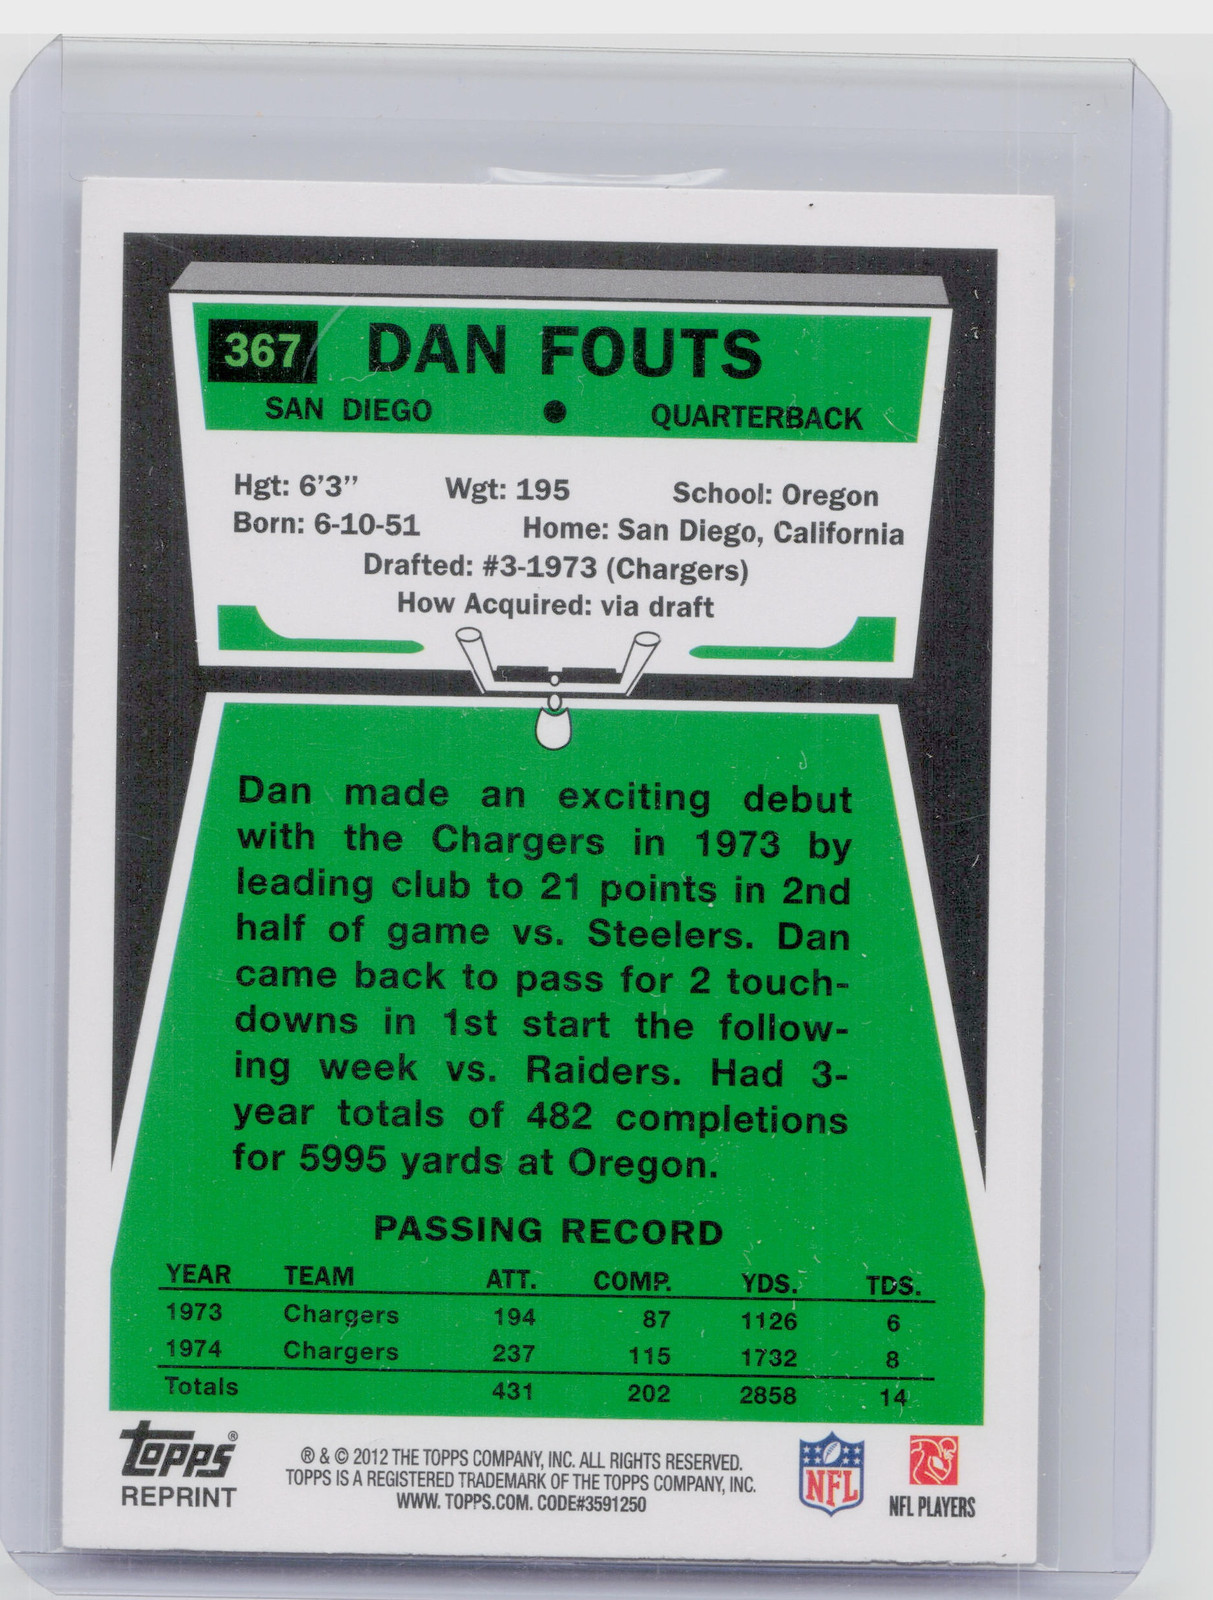 367 DAN FOUTS
SAN DIEGO ● QUARTERBACK
Hgt: 6'3" Wgt: 195 School: Oregon
Born: 6-10-51 Home: San Diego, California
Drafted: #3-1973 (Chargers)
How Acquired: via draft
Dan made an exciting debut
with the Chargers in 1973 by
leading club to 21 points in 2nd
half of game vs. Steelers. Dan
came back to pass for 2 touch-
downs in 1st start the follow-
ing week vs. Raiders. Had 3-
year totals of 482 completions
for 5995 yards at Oregon.
PASSING RECORD
YEAR TEAM ATT. COMP. YDS. TDS.
1973 Chargers 194 87 1126 6
1974 Chargers 237 115 1732 8
Totals 431 202 2858 14
topps®
REPRINT
® & © 2012 THE TOPPS COMPANY, INC. ALL RIGHTS RESERVED.
TOPPS IS A REGISTERED TRADEMARK OF THE TOPPS COMPANY, INC.
WWW. TOPPS.COM. CODE#3591250
NFL
NFL PLAYERS